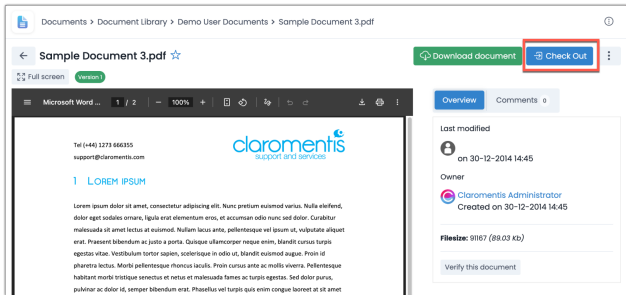 Documents > Document Library > Demo User Documents > Sample Document 3.pdf
Sample Document 3.pdf
Download document
Check Out
Full screen
Version 1
Microsoft Word ...
1 / 2
100%
Overview
Comments 0
Last modified
on 30-12-2014 14:45
Owner
Claromentis Administrator
Created on 30-12-2014 14:45
Filesize: 91167 (89.03 Kb)
Verify this document
Tel (+44) 1273 666355
support@claromentis.com
claromentis
support and services
1 LOREM IPSUM
Lorem ipsum dolor sit amet, consectetur adipiscing elit. Nunc pretium euismod varius. Nulla eleifend,
dolor eget sodales ornare, ligula erat elementum eros, et accumsan odio nunc sed dolor. Curabitur
malesuada sit amet lectus at euismod. Nullam lacus ante, pellentesque vel ipsum ut, vulputate aliquet
erat. Praesent bibendum ac justo a porta. Quisque ullamcorper neque enim, blandit cursus turpis
egestas vitae. Vestibulum tortor sapien, scelerisque in odio ut, blandit euismod augue. Proin id
pharetra lectus. Morbi pellentesque rhoncus iaculis. Proin cursus ante ac mollis viverra. Pellentesque
habitant morbi tristique senectus et netus et malesuada fames ac turpis egestas. Sed dolor purus,
pulvinar ac dolor id, semper bibendum erat. Phasellus vel turpis quis enim congue laoreet at sit amet